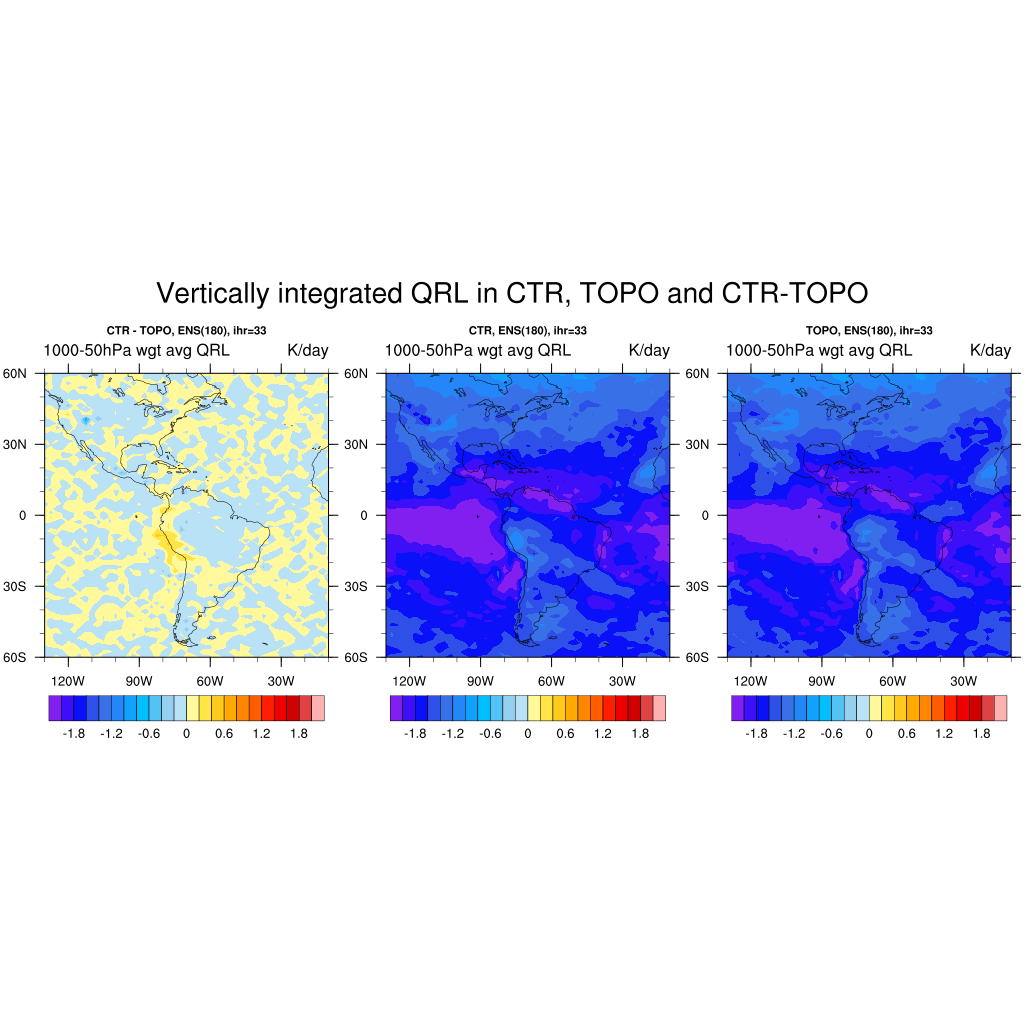 Vertically integrated QRL in CTR, TOPO and CTR-TOPO
CTR - TOPO, ENS(180), ihr=33
1000-50hPa wgt avg QRL K/day
60N
30N
0
30S
60S
120W 90W 60W 30W
-1.8 -1.2 -0.6 0 0.6 1.2 1.8
CTR, ENS(180), ihr=33
1000-50hPa wgt avg QRL K/day
60N
30N
0
30S
60S
120W 90W 60W 30W
-1.8 -1.2 -0.6 0 0.6 1.2 1.8
TOPO, ENS(180), ihr=33
1000-50hPa wgt avg QRL K/day
60N
30N
0
30S
60S
120W 90W 60W 30W
-1.8 -1.2 -0.6 0 0.6 1.2 1.8